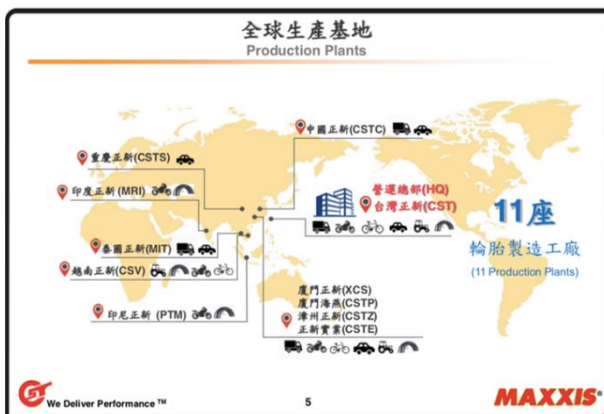 全球生產基地
Production Plants
中國正新(CSTC)
重慶正新(CSTS)
印度正新(MRI)
營運總部(HQ)
台灣正新(CST)
11座
輪胎製造工廠
(11 Production Plants)
泰國正新(MIT)
越南正新(CSV)
印尼正新 (PTM)
廈門正新(XCS)
廈門海燕(CSTP)
漳州正新(CSTZ)
正新實業(CSTE)
We Deliver Performance ™
5
MAXXIS®